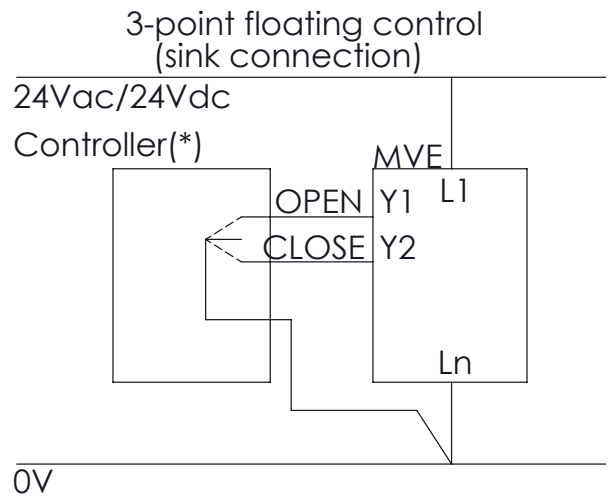 3-point floating control
(sink connection)
24Vac/24Vdc
Controller(*)
MVE
L1
OPEN Y1
CLOSE Y2
Ln
0V